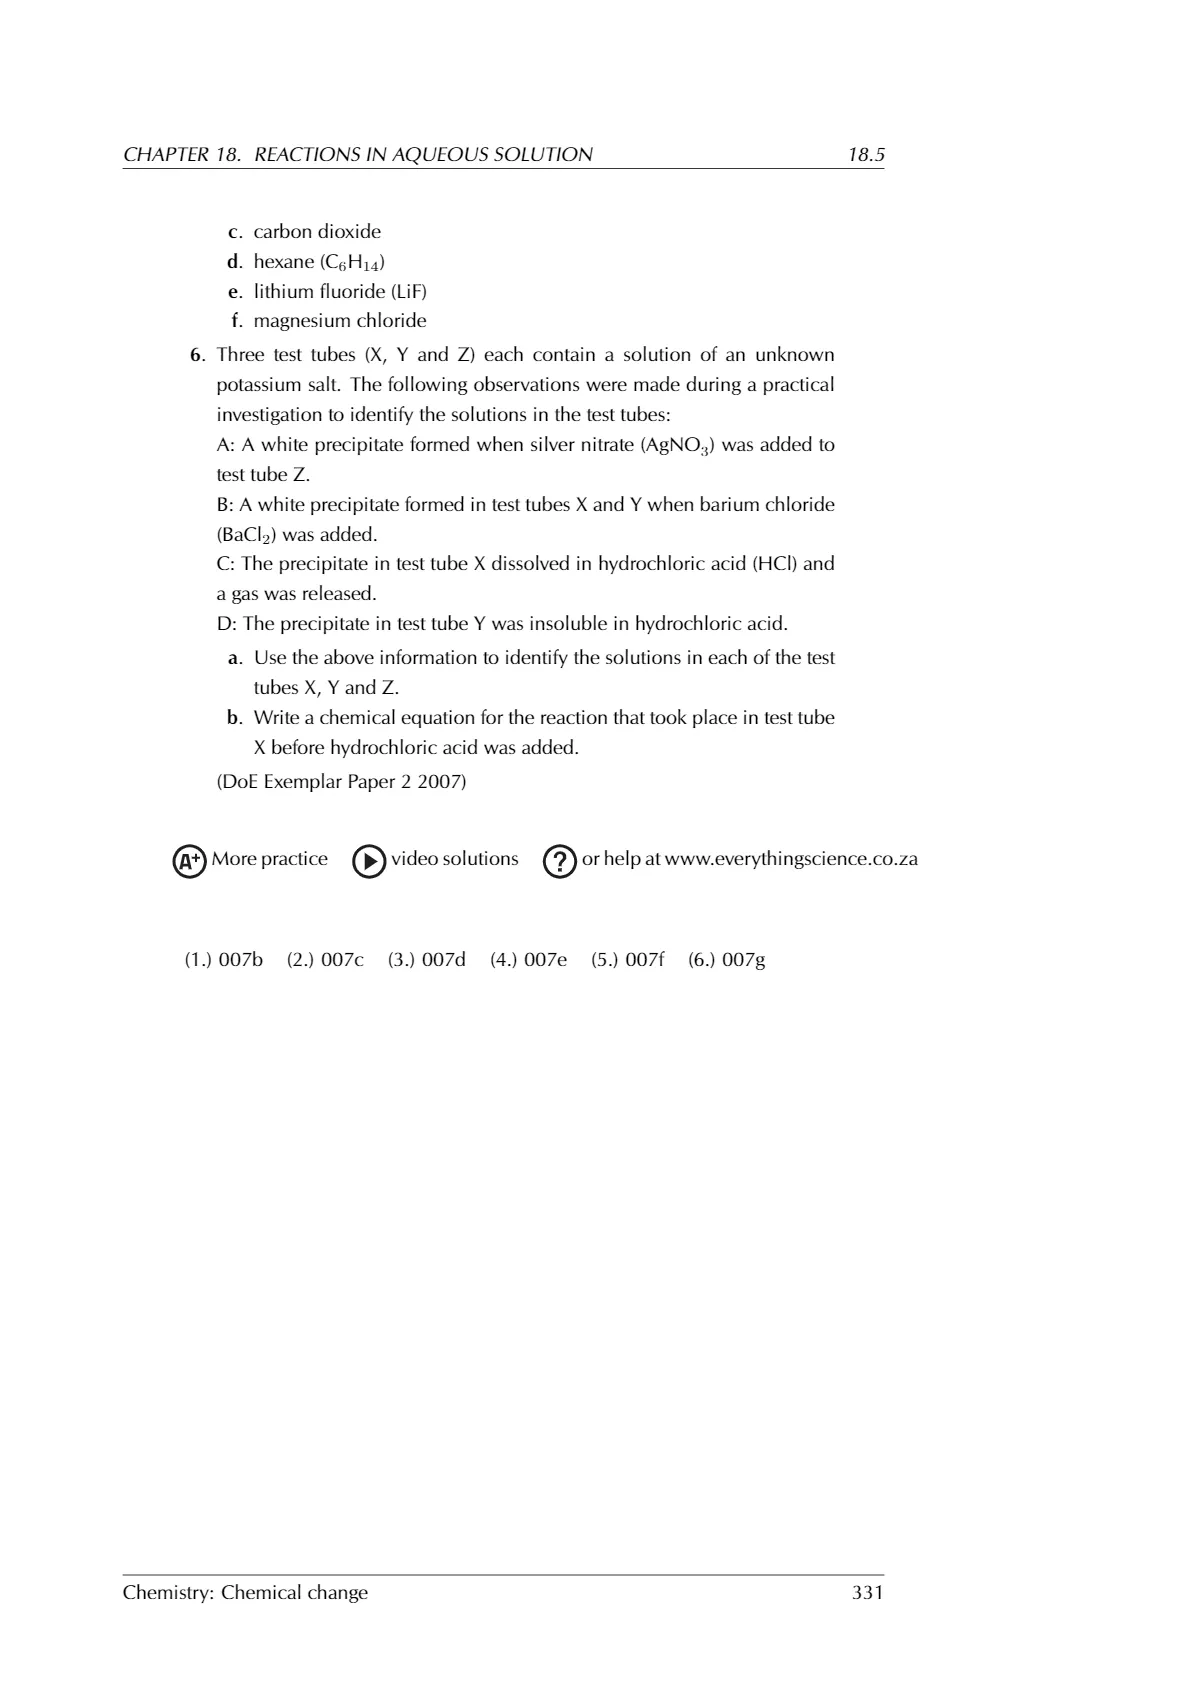 CHAPTER 18. REACTIONS IN AQUEOUS SOLUTION 18.5
c. carbon dioxide
d. hexane (C₆H₁₄)
e. lithium fluoride (LiF)
f. magnesium chloride
6. Three test tubes (X, Y and Z) each contain a solution of an unknown
potassium salt. The following observations were made during a practical
investigation to identify the solutions in the test tubes:
A: A white precipitate formed when silver nitrate (AgNO₃) was added to
test tube Z.
B: A white precipitate formed in test tubes X and Y when barium chloride
(BaCl₂) was added.
C: The precipitate in test tube X dissolved in hydrochloric acid (HCl) and
a gas was released.
D: The precipitate in test tube Y was insoluble in hydrochloric acid.
a. Use the above information to identify the solutions in each of the test
tubes X, Y and Z.
b. Write a chemical equation for the reaction that took place in test tube
X before hydrochloric acid was added.
(DoE Exemplar Paper 2 2007)
A+ More practice video solutions ? or help at www.everythingscience.co.za
(1.) 007b (2.) 007c (3.) 007d (4.) 007e (5.) 007f (6.) 007g
Chemistry: Chemical change 331